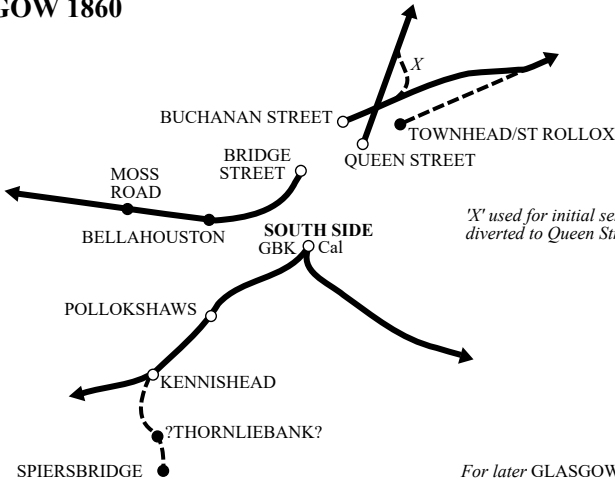 GOW 1860
X
BUCHANAN STREET
TOWNHEAD/ST ROLLOX
QUEEN STREET
BRIDGE
STREET
MOSS
ROAD
BELLAHOUSTON
'X' used for initial se
diverted to Queen St
SOUTH SIDE
GBK Cal
POLLOKSHAWS
KENNISHEAD
?THORNLIEBANK?
SPIERSBRIDGE
For later GLASGOW